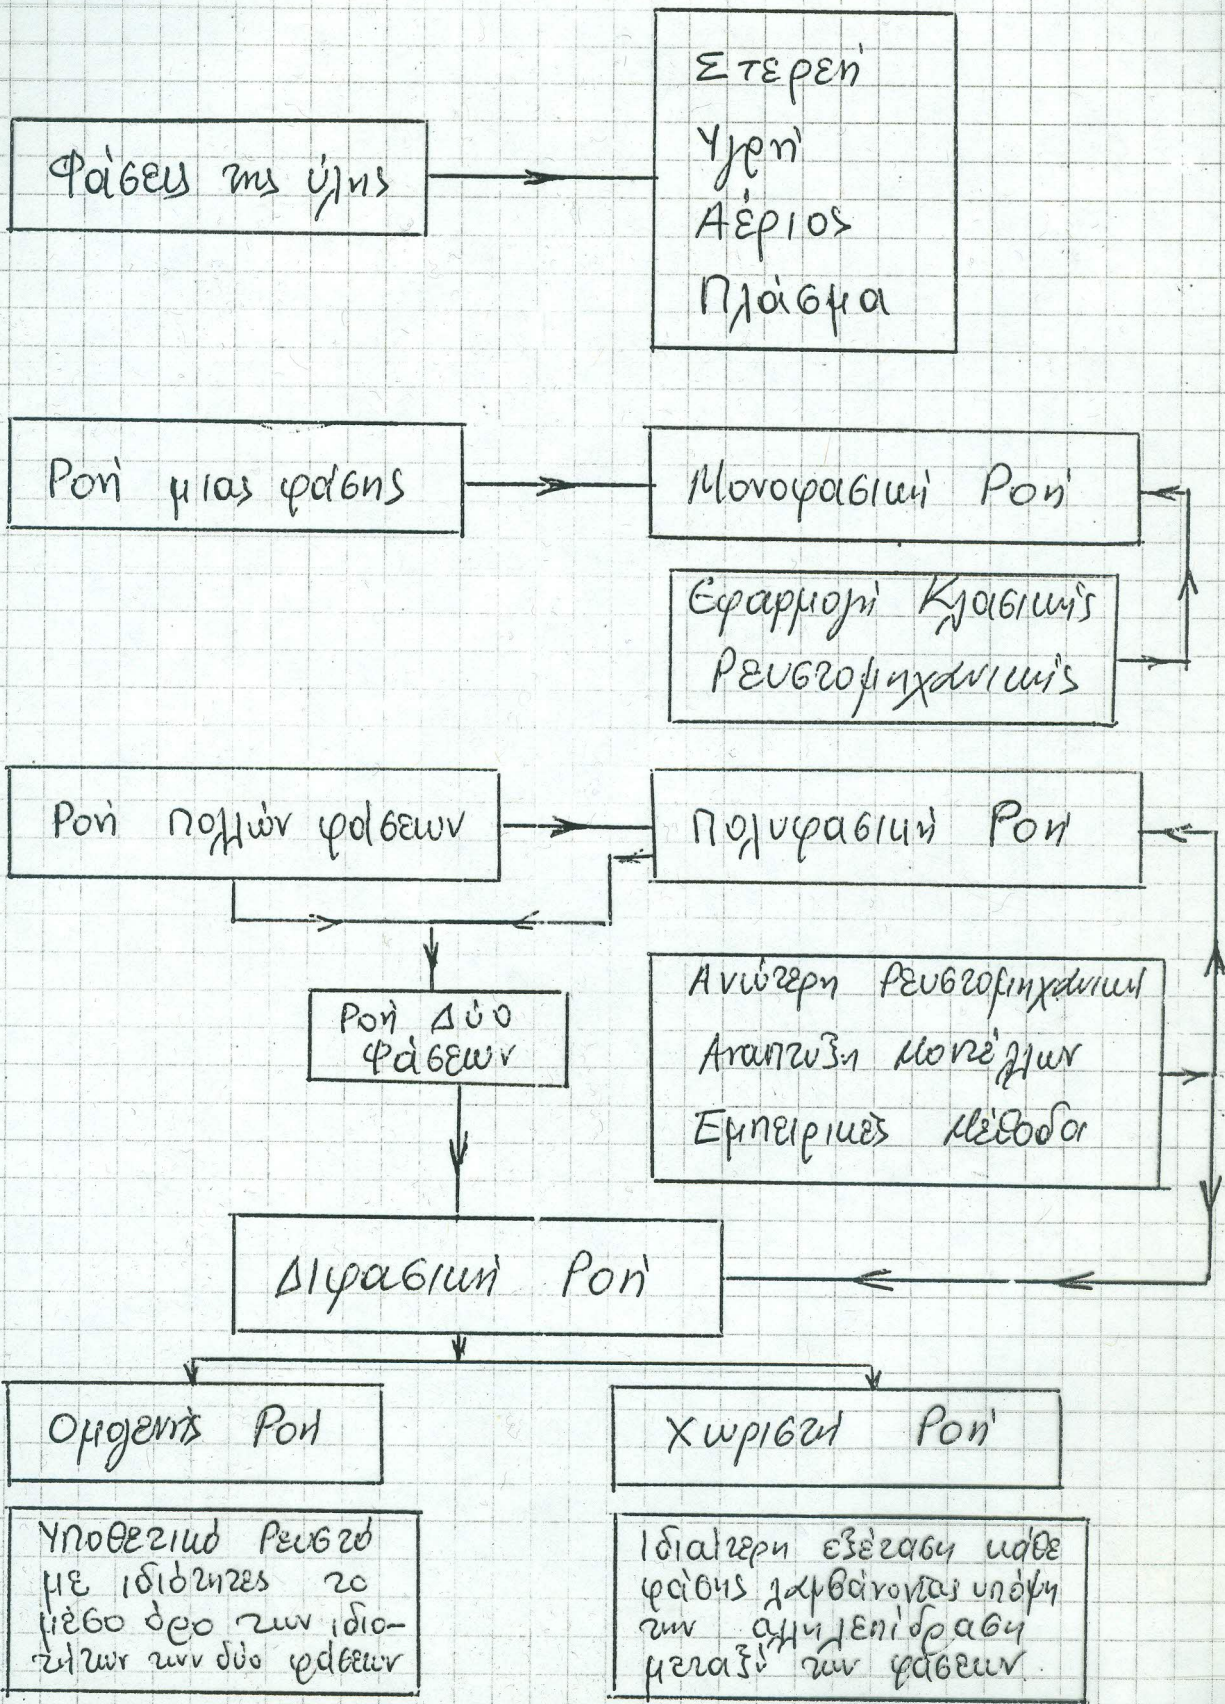 Φάσεις της ύλης
Στερεή
Υγρή
Αέριος
Πλάσμα
Ροή μιας φάσης
Μονοφασική Ροή
Εφαρμογή Κλασικής
Ρευστομηχανικής
Ροή πολλών φάσεων
Πολυφασική Ροή
Ροή Δύο
Φάσεων
Ανώτερη Ρευστομηχανική
Αναπτυξη Μοντέλων
Εμπειρικές Μέθοδοι
Διφασική Ροή
Ομογενής Ροή
Χωριστή Ροή
Υποθετικό Ρευστό
με ιδιότητες το
μέσο όρο των ιδιο-
τήτων των δύο φάσεων
Ιδιαίτερη εξέταση κάθε
φάσης λαμβάνοντας υπόψη
την αλληλεπίδραση
μεταξύ των φάσεων